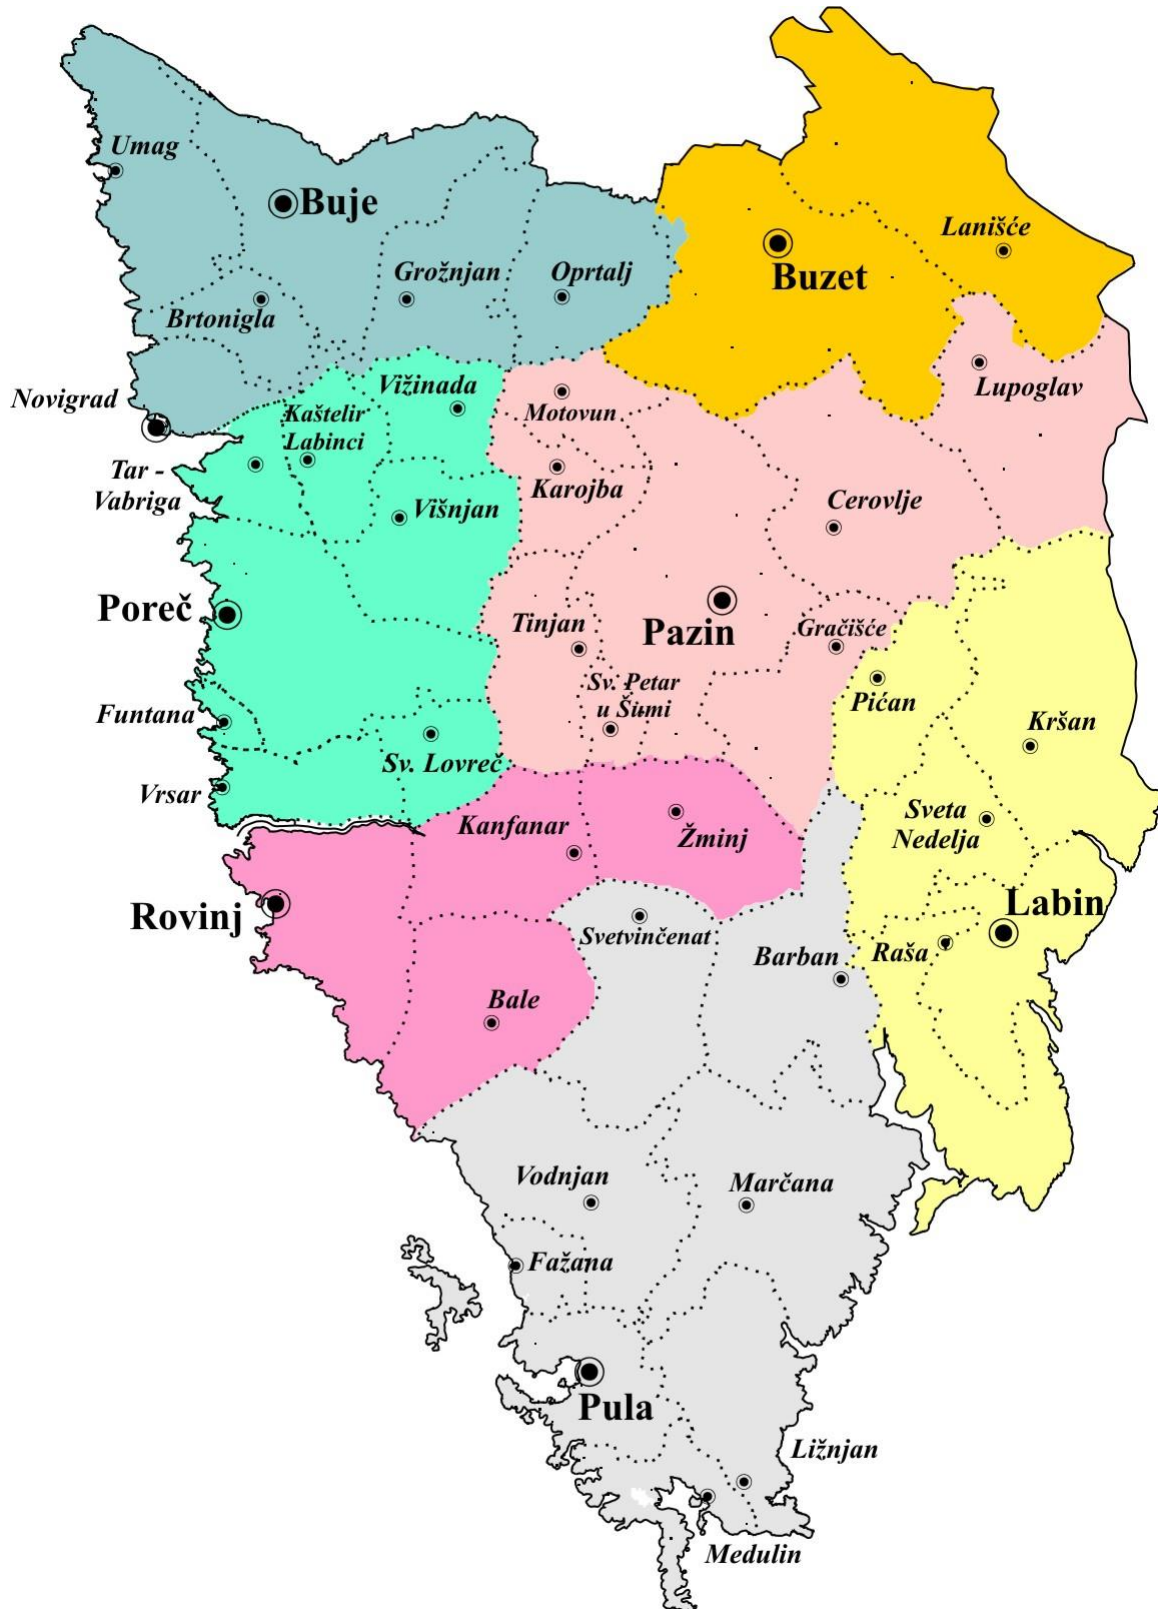 Umag
Buje
Lanišće
Buzet
Grožnjan
Oprtalj
Brtonigla
Novigrad
Vižinada
Lupoglav
Kaštelir
Labinci
Motovun
Tar -
Vabriga
Karojba
Višnjan
Cerovlje
Poreč
Tinjan
Pazin
Gračišće
Sv. Petar
u Šumi
Pićan
Funtana
Kršan
Sv. Lovreč
Vrsar
Sveta
Nedelja
Kanfanar
Žminj
Rovinj
Labin
Svetvinčenat
Barban
Raša
Bale
Vodnjan
Marčana
Fažana
Pula
Ližnjan
Medulin